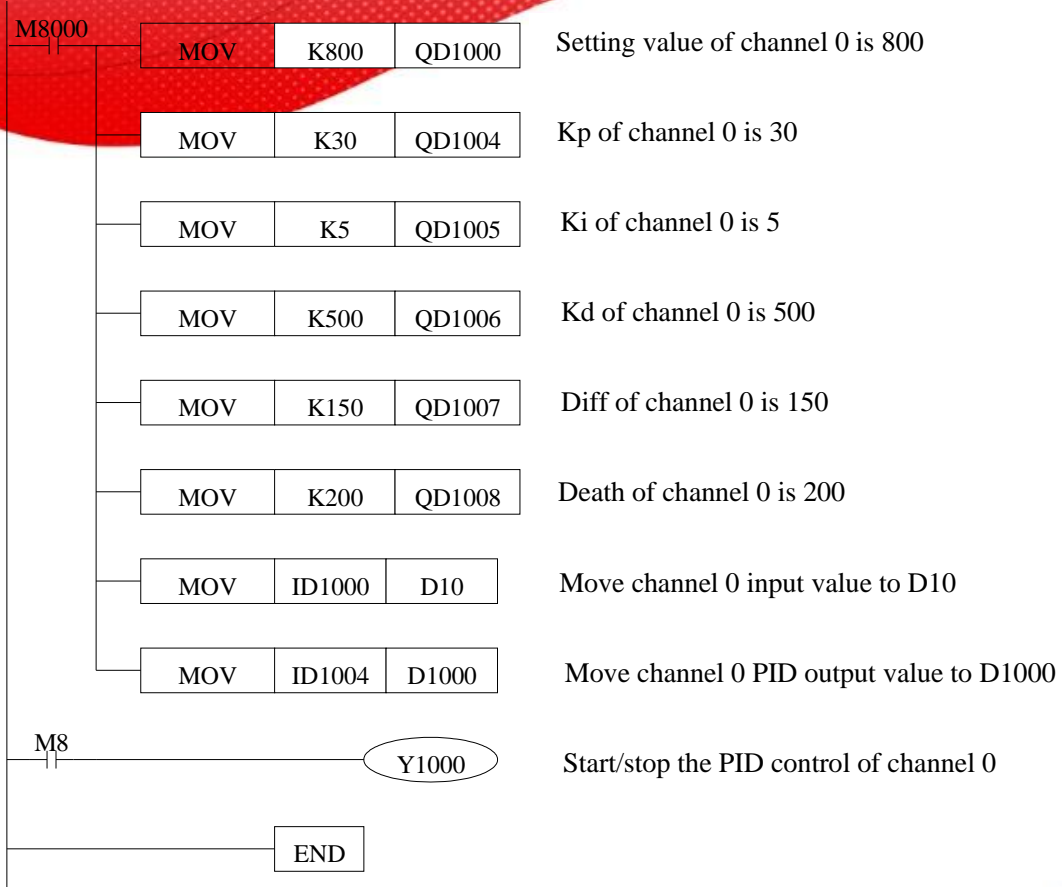 M8000
MOV K800 QD1000 Setting value of channel 0 is 800
MOV K30 QD1004 Kp of channel 0 is 30
MOV K5 QD1005 Ki of channel 0 is 5
MOV K500 QD1006 Kd of channel 0 is 500
MOV K150 QD1007 Diff of channel 0 is 150
MOV K200 QD1008 Death of channel 0 is 200
MOV ID1000 D10 Move channel 0 input value to D10
MOV ID1004 D1000 Move channel 0 PID output value to D1000
M8
Y1000 Start/stop the PID control of channel 0
END